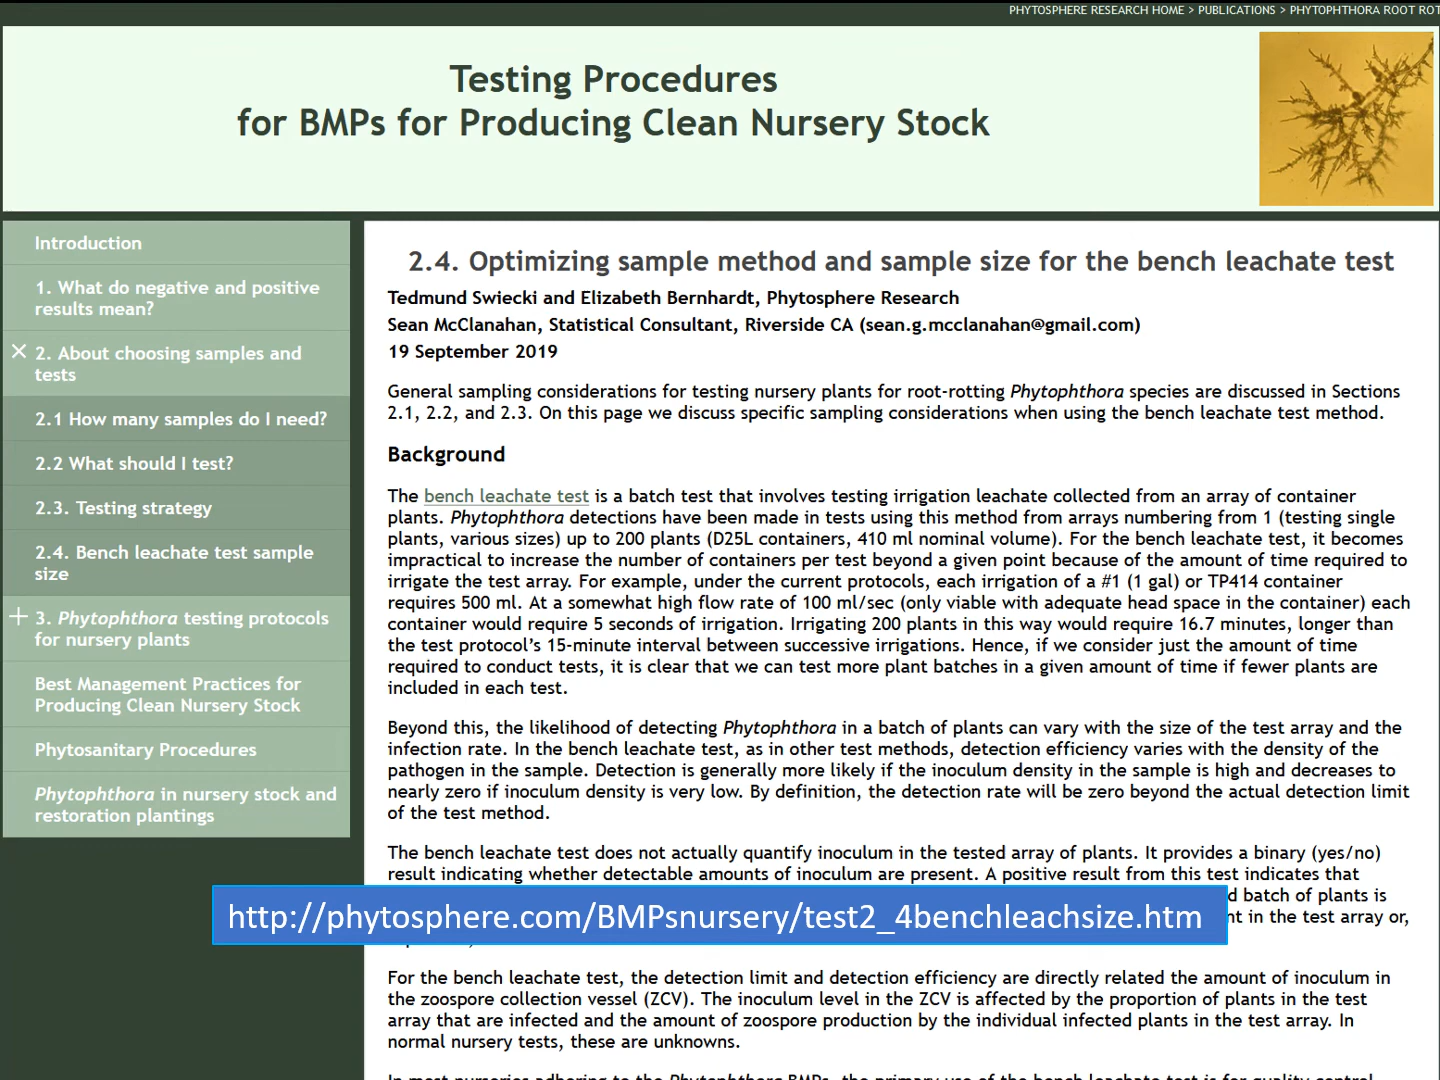 PHYTOSPHERE RESEARCH HOME > PUBLICATIONS > PHYTOPHTHORA ROOT ROT
Testing Procedures
for BMPs for Producing Clean Nursery Stock
Introduction
1. What do negative and positive
results mean?
2. About choosing samples and
tests
2.1 How many samples do I need?
2.2 What should I test?
2.3. Testing strategy
2.4. Bench leachate test sample
size
3. Phytophthora testing protocols
for nursery plants
Best Management Practices for
Producing Clean Nursery Stock
Phytosanitary Procedures
Phytophthora in nursery stock and
restoration plantings
2.4. Optimizing sample method and sample size for the bench leachate test
Tedmund Swiecki and Elizabeth Bernhardt, Phytosphere Research
Sean McClanahan, Statistical Consultant, Riverside CA (sean.g.mcclanahan@gmail.com)
19 September 2019
General sampling considerations for testing nursery plants for root-rotting Phytophthora species are discussed in Sections
2.1, 2.2, and 2.3. On this page we discuss specific sampling considerations when using the bench leachate test method.
Background
The bench leachate test is a batch test that involves testing irrigation leachate collected from an array of container
plants. Phytophthora detections have been made in tests using this method from arrays numbering from 1 (testing single
plants, various sizes) up to 200 plants (D25L containers, 410 ml nominal volume). For the bench leachate test, it becomes
impractical to increase the number of containers per test beyond a given point because of the amount of time required to
irrigate the test array. For example, under the current protocols, each irrigation of a #1 (1 gal) or TP414 container
requires 500 ml. At a somewhat high flow rate of 100 ml/sec (only viable with adequate head space in the container) each
container would require 5 seconds of irrigation. Irrigating 200 plants in this way would require 16.7 minutes, longer than
the test protocol’s 15-minute interval between successive irrigations. Hence, if we consider just the amount of time
required to conduct tests, it is clear that we can test more plant batches in a given amount of time if fewer plants are
included in each test.
Beyond this, the likelihood of detecting Phytophthora in a batch of plants can vary with the size of the test array and the
infection rate. In the bench leachate test, as in other test methods, detection efficiency varies with the density of the
pathogen in the sample. Detection is generally more likely if the inoculum density in the sample is high and decreases to
nearly zero if inoculum density is very low. By definition, the detection rate will be zero beyond the actual detection limit
of the test method.
The bench leachate test does not actually quantify inoculum in the tested array of plants. It provides a binary (yes/no)
result indicating whether detectable amounts of inoculum are present. A positive result from this test indicates that
d batch of plants is
http://phytosphere.com/BMPsnursery/test2_4benchleachsize.htm
nt in the test array or,
For the bench leachate test, the detection limit and detection efficiency are directly related the amount of inoculum in
the zoospore collection vessel (ZCV). The inoculum level in the ZCV is affected by the proportion of plants in the test
array that are infected and the amount of zoospore production by the individual infected plants in the test array. In
normal nursery tests, these are unknowns.
In most nurseries adhering to the Phytophthora BMPs, the primary use of the bench leachate test is for quality control